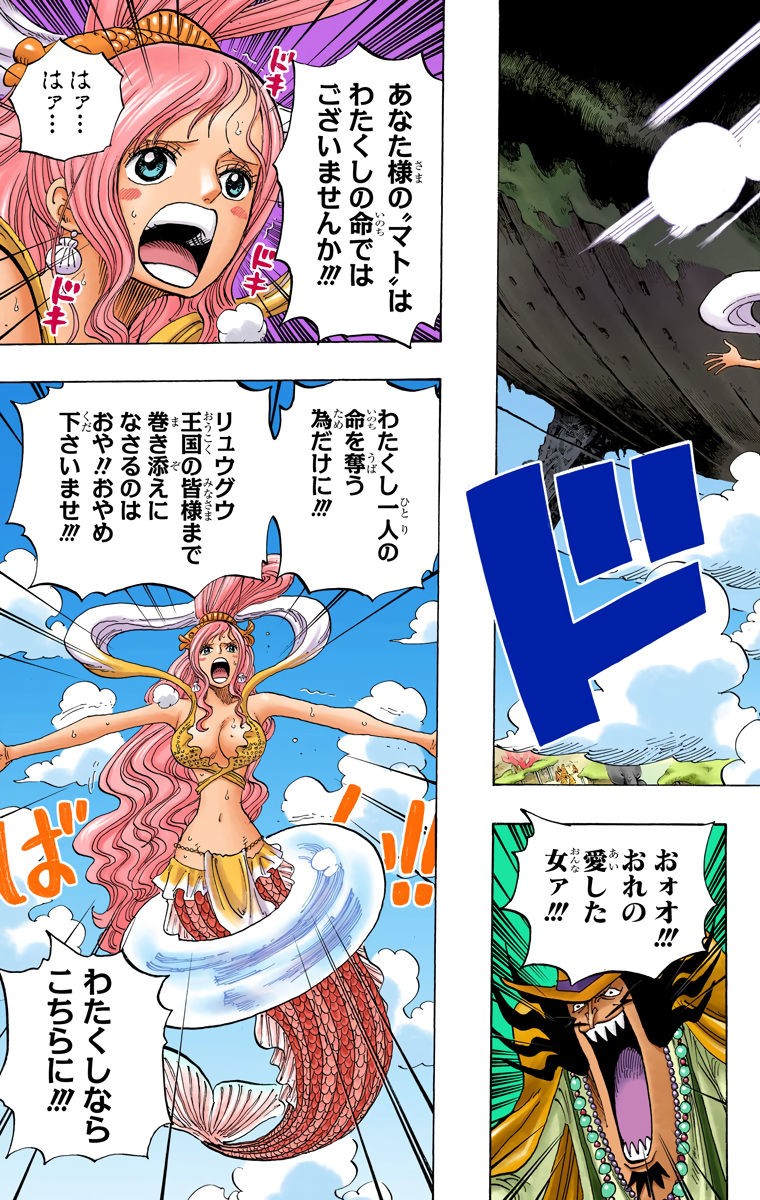 ド
おォオ!!!
おれの
愛した
女ァ!!!
あなた様の〝マト〟は
わたくしの命では
ございませんか!!!
はァ…
はァ…
ドキ
ドキ
ドキ
わたくし一人の
命を奪う
為だけに!!!
リュウグウ
王国の皆様まで
巻き添えに
なさるのは
おや!!おやめ
下さいませ!!!
ば
!!
わたくしなら
こちらに!!!